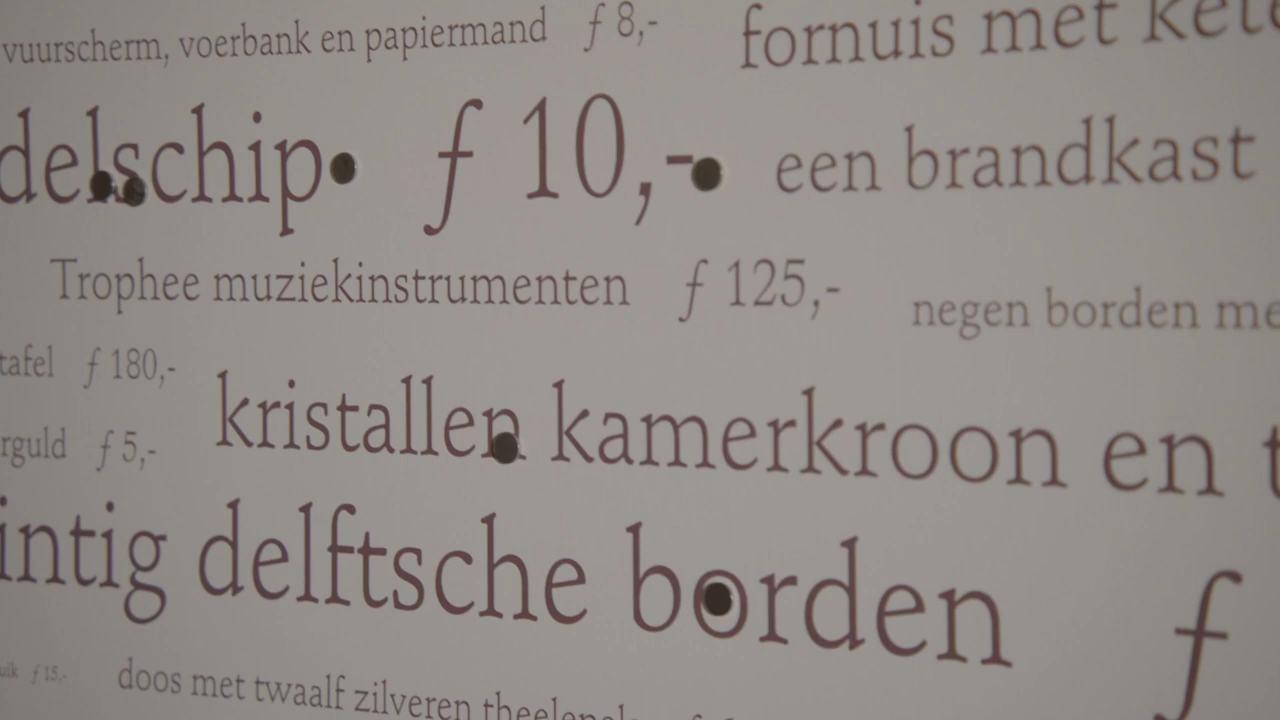 vuurscherm, voerbank en papiermand f 8,- fornuis met
delschip f 10,- een brandkast
Trophee muziekinstrumenten f 125,- negen borden
tafel f 180,-
kristallen kamerkroon en
rguld f 5,-
intig delftsche borden f
f 15,- doos met twaalf zilveren